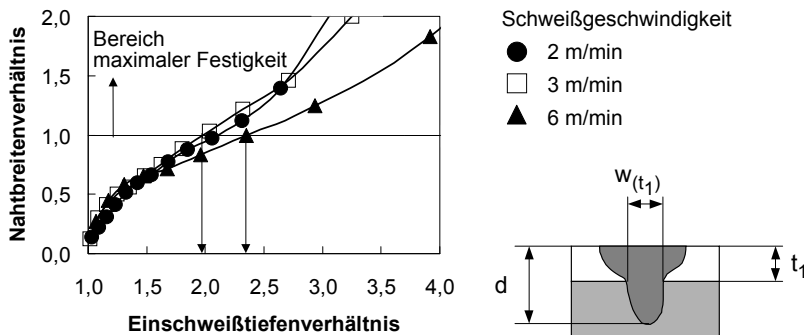 2,0
1,5
1,0
0,5
0,0
Nahtbreitenverhältnis
Bereich
maximaler Festigkeit
1,0 1,5 2,0 2,5 3,0 3,5 4,0
Einschweißtiefenverhältnis
Schweißgeschwindigkeit
2 m/min
3 m/min
6 m/min
w(t1)
d
t1